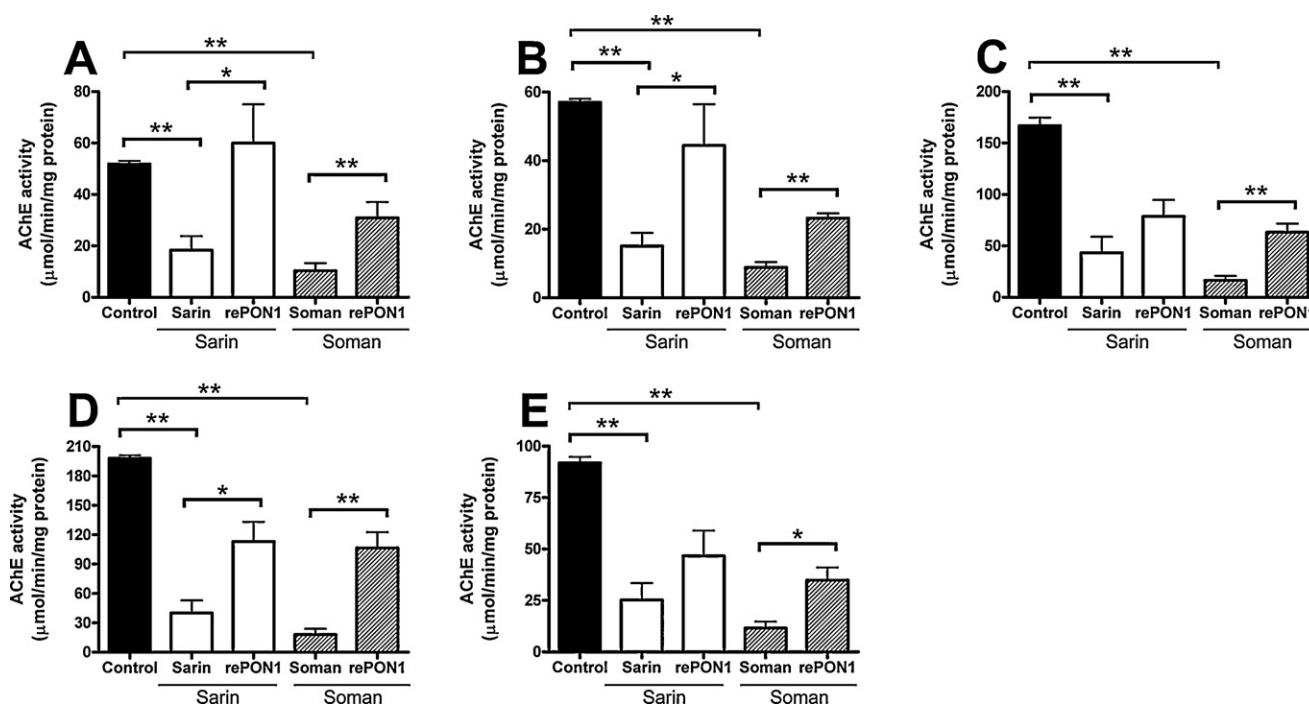 A
**
*
**
**
AChE activity
(μmol/min/mg protein)
80
60
40
20
0
Control Sarin rePON1 Soman rePON1
Sarin Soman
B
**
**
*
**
AChE activity
(μmol/min/mg protein)
60
40
20
0
Control Sarin rePON1 Soman rePON1
Sarin Soman
C
**
**
**
AChE activity
(μmol/min/mg protein)
200
150
100
50
0
Control Sarin rePON1 Soman rePON1
Sarin Soman
D
**
**
*
**
AChE activity
(μmol/min/mg protein)
210
180
150
120
90
60
30
0
Control Sarin rePON1 Soman rePON1
Sarin Soman
E
**
**
*
AChE activity
(μmol/min/mg protein)
100
75
50
25
0
Control Sarin rePON1 Soman rePON1
Sarin Soman